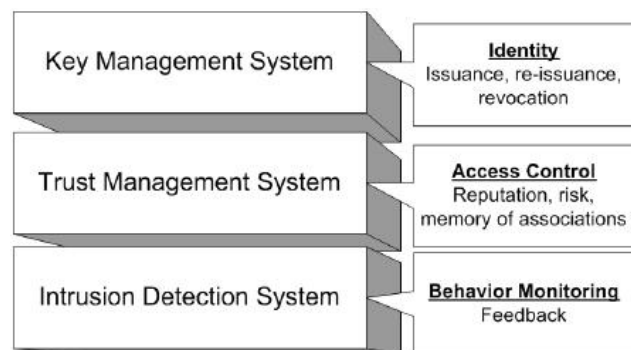 Key Management System
Identity
Issuance, re-issuance,
revocation
Trust Management System
Access Control
Reputation, risk,
memory of associations
Intrusion Detection System
Behavior Monitoring
Feedback